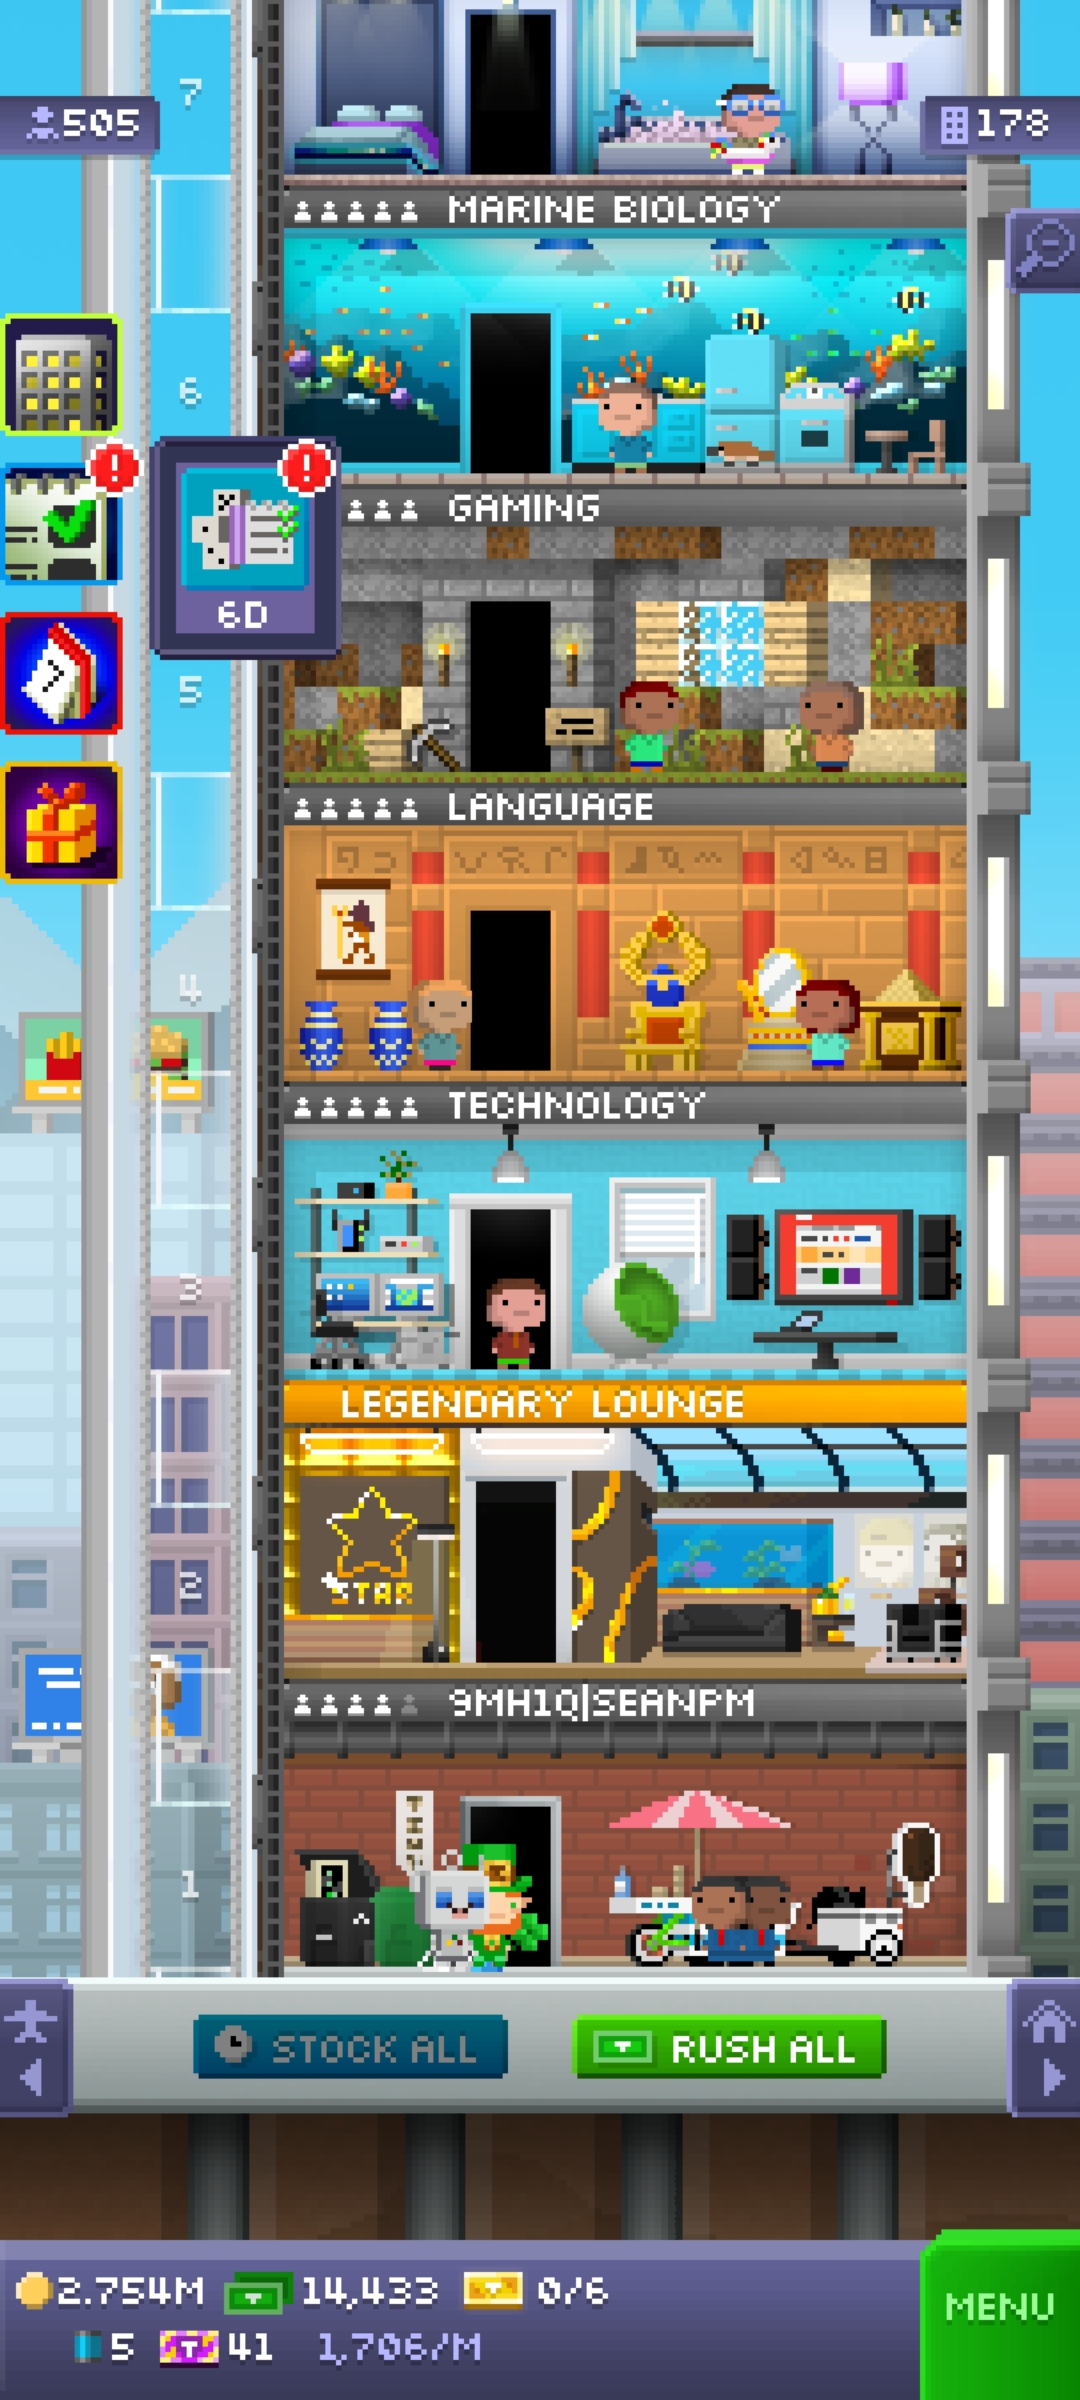 7
505
178
MARINE BIOLOGY
6
GAMING
6D
5
LANGUAGE
4
TECHNOLOGY
3
LEGENDARY LOUNGE
STAR
2
9MH1Q|SEANPM
1
STOCK ALL
RUSH ALL
2.754M 14,433 0/6
5 41 1,706/M
MENU